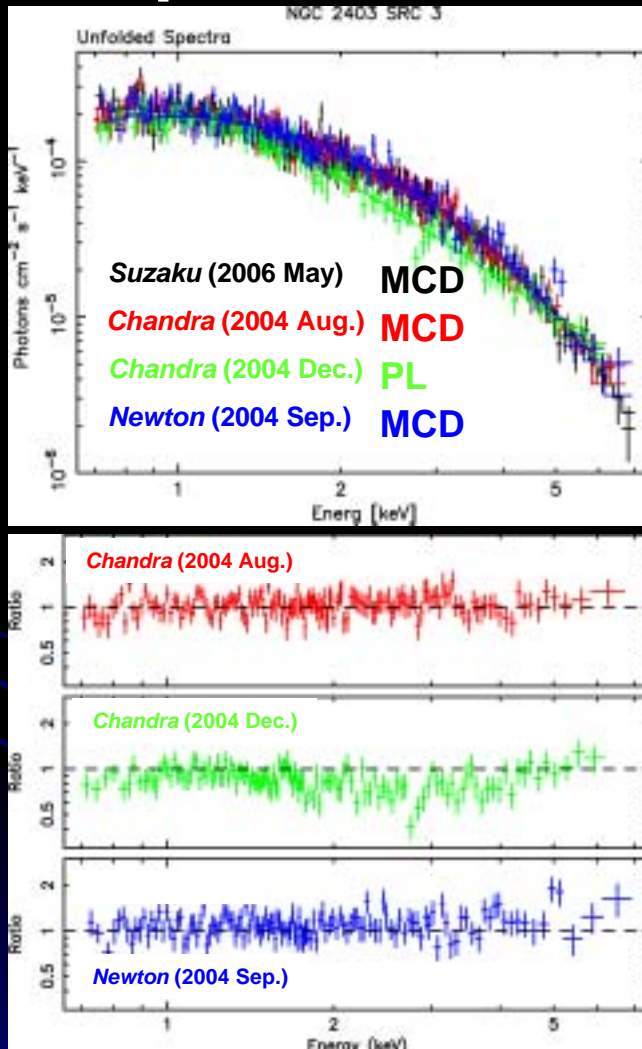 NGC 2403 SRC 3
Unfolded Spectra
Photons cm⁻² s⁻¹ keV⁻¹
10⁻⁴
10⁻⁵
10⁻⁶
Suzaku (2006 May) MCD
Chandra (2004 Aug.) MCD
Chandra (2004 Dec.) PL
Newton (2004 Sep.) MCD
1 2 5
Energ [keV]
Chandra (2004 Aug.)
Ratio
2
1
0.5
Chandra (2004 Dec.)
Ratio
2
1
0.5
Ratio
2
1
0.5
Newton (2004 Sep.)
1 2 5
Energy (keV)